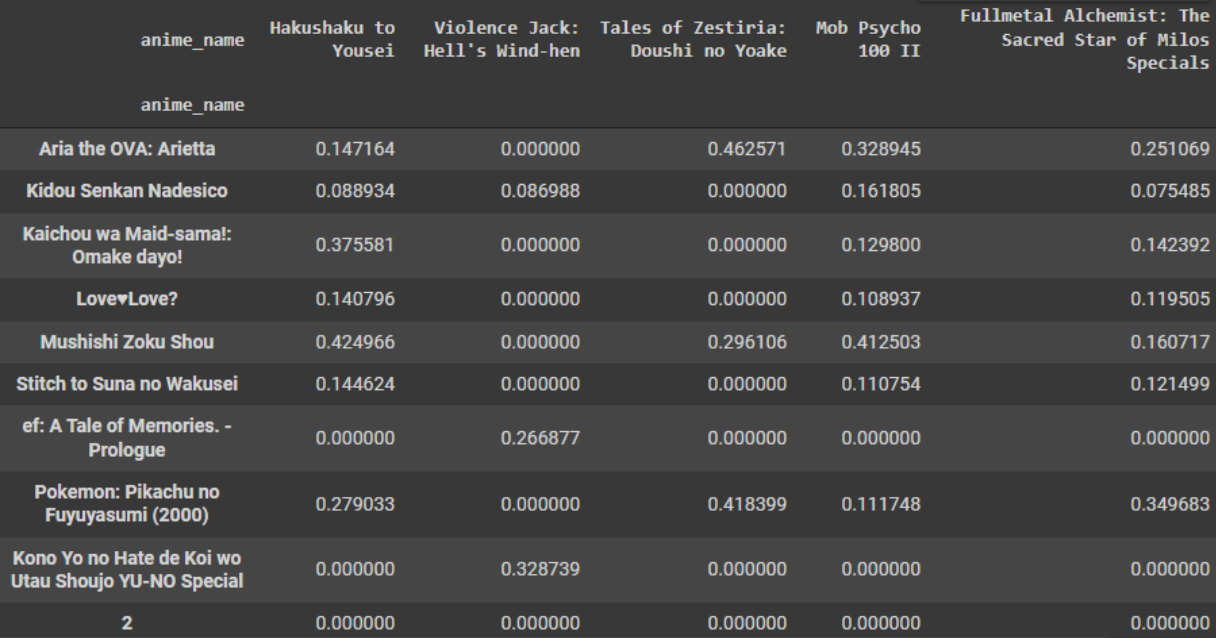 anime_name Hakushaku to Yousei Violence Jack: Hell's Wind-hen Tales of Zestiria: Doushi no Yoake Mob Psycho 100 II Fullmetal Alchemist: The Sacred Star of Milos Specials
anime_name
Aria the OVA: Arietta 0.147164 0.000000 0.462571 0.328945 0.251069
Kidou Senkan Nadesico 0.088934 0.086988 0.000000 0.161805 0.075485
Kaichou wa Maid-sama!: Omake dayo! 0.375581 0.000000 0.000000 0.129800 0.142392
Love♥Love? 0.140796 0.000000 0.000000 0.108937 0.119505
Mushishi Zoku Shou 0.424966 0.000000 0.296106 0.412503 0.160717
Stitch to Suna no Wakusei 0.144624 0.000000 0.000000 0.110754 0.121499
ef: A Tale of Memories. - Prologue 0.000000 0.266877 0.000000 0.000000 0.000000
Pokemon: Pikachu no Fuyuyasumi (2000) 0.279033 0.000000 0.418399 0.111748 0.349683
Kono Yo no Hate de Koi wo Utau Shoujo YU-NO Special 0.000000 0.328739 0.000000 0.000000 0.000000
2 0.000000 0.000000 0.000000 0.000000 0.000000